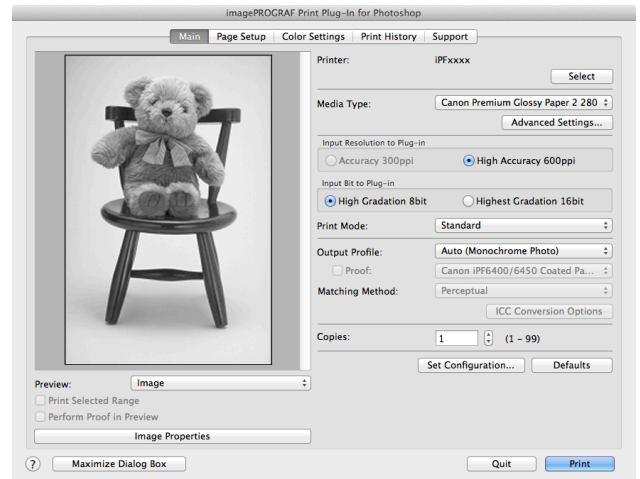 imagePROGRAF Print Plug-In for Photoshop
Main Page Setup Color Settings Print History Support
Printer: iPFxxxx
Select
Media Type: Canon Premium Glossy Paper 2 280
Advanced Settings...
Input Resolution to Plug-in
Accuracy 300ppi High Accuracy 600ppi
Input Bit to Plug-in
High Gradation 8bit Highest Gradation 16bit
Print Mode: Standard
Output Profile: Auto (Monochrome Photo)
Proof: Canon iPF6400/6450 Coated Pa...
Matching Method: Perceptual
ICC Conversion Options
Copies: 1 (1 - 99)
Set Configuration... Defaults
Preview: Image
Print Selected Range
Perform Proof in Preview
Image Properties
? Maximize Dialog Box Quit Print